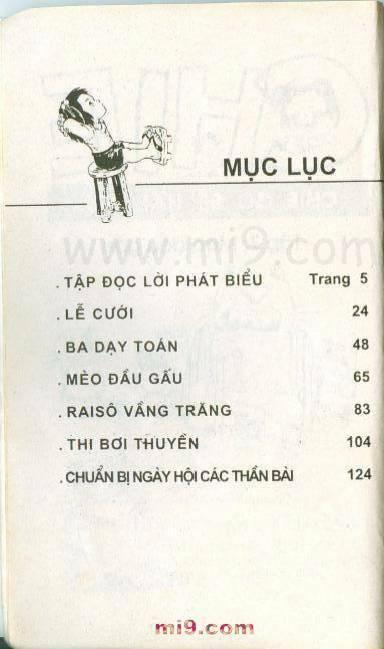 MỤC LỤC
www.mi9.com
. TẬP ĐỌC LỜI PHÁT BIỂU Trang 5
. LỄ CƯỚI 24
. BA DẠY TOÁN 48
. MÈO ĐẦU GẤU 65
. RAISÔ VẦNG TRĂNG 83
. THI BƠI THUYỀN 104
. CHUẨN BỊ NGÀY HỘI CÁC THẦN BÀI 124
mi9.com